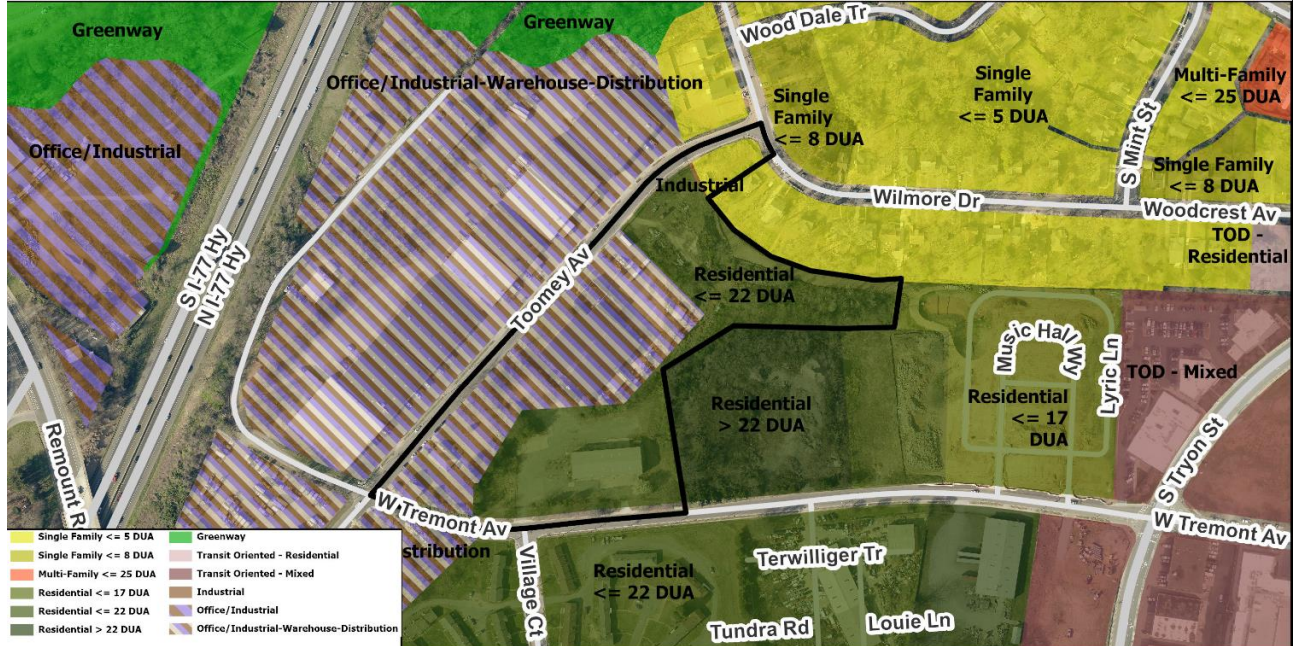 Greenway
Greenway
Wood Dale Tr
Office/Industrial-Warehouse-Distribution
Single
Family
<= 8 DUA
Single
Family
<= 5 DUA
Multi-Family
<= 25 DUA
S Mint St
Office/Industrial
Industrial
Single Family
<= 8 DUA
Wilmore Dr
Woodcrest Av
TOD -
Residential
S I-77 Hy
N I-77 Hy
Toomey Av
Residential
<= 22 DUA
Music Hall Wy
Lyric Ln
TOD - Mixed
Residential
> 22 DUA
Residential
<= 17
DUA
Remount R
S Tryon St
W Tremont Av
W Tremont Av
stribution
Village Ct
Residential
<= 22 DUA
Terwilliger Tr
Tundra Rd
Louie Ln
Single Family <= 5 DUA
Single Family <= 8 DUA
Multi-Family <= 25 DUA
Residential <= 17 DUA
Residential <= 22 DUA
Residential > 22 DUA
Greenway
Transit Oriented - Residential
Transit Oriented - Mixed
Industrial
Office/Industrial
Office/Industrial-Warehouse-Distribution